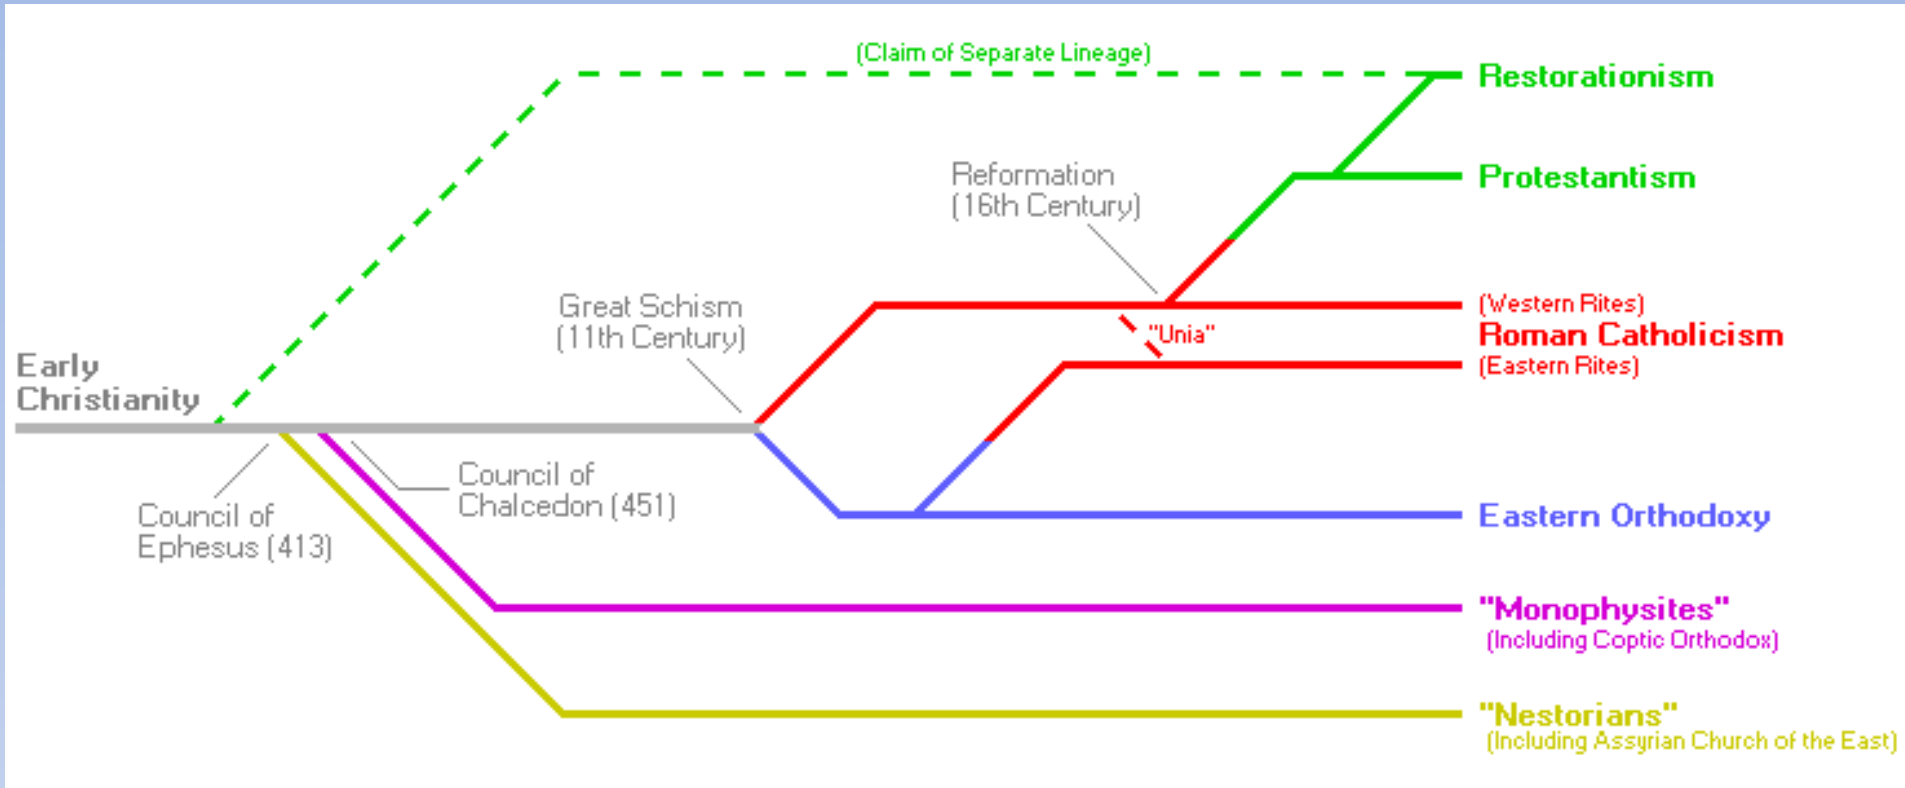 (Claim of Separate Lineage)
Restorationism
Reformation
(16th Century)
Protestantism
Great Schism
(11th Century)
(Western Rites)
"Unia"
Roman Catholicism
(Eastern Rites)
Early
Christianity
Council of
Chalcedon (451)
Council of
Ephesus (413)
Eastern Orthodoxy
"Monophysites"
(Including Coptic Orthodox)
"Nestorians"
(Including Assyrian Church of the East)